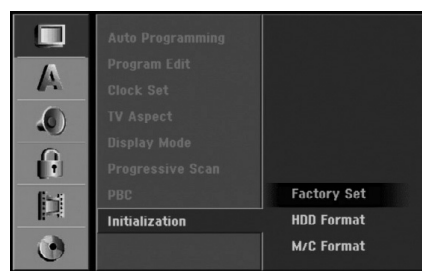 A
Auto Programming
Program Edit
Clock Set
TV Aspect
Display Mode
Progressive Scan
PBC
Initialization
Factory Set
HDD Format
M/C Format